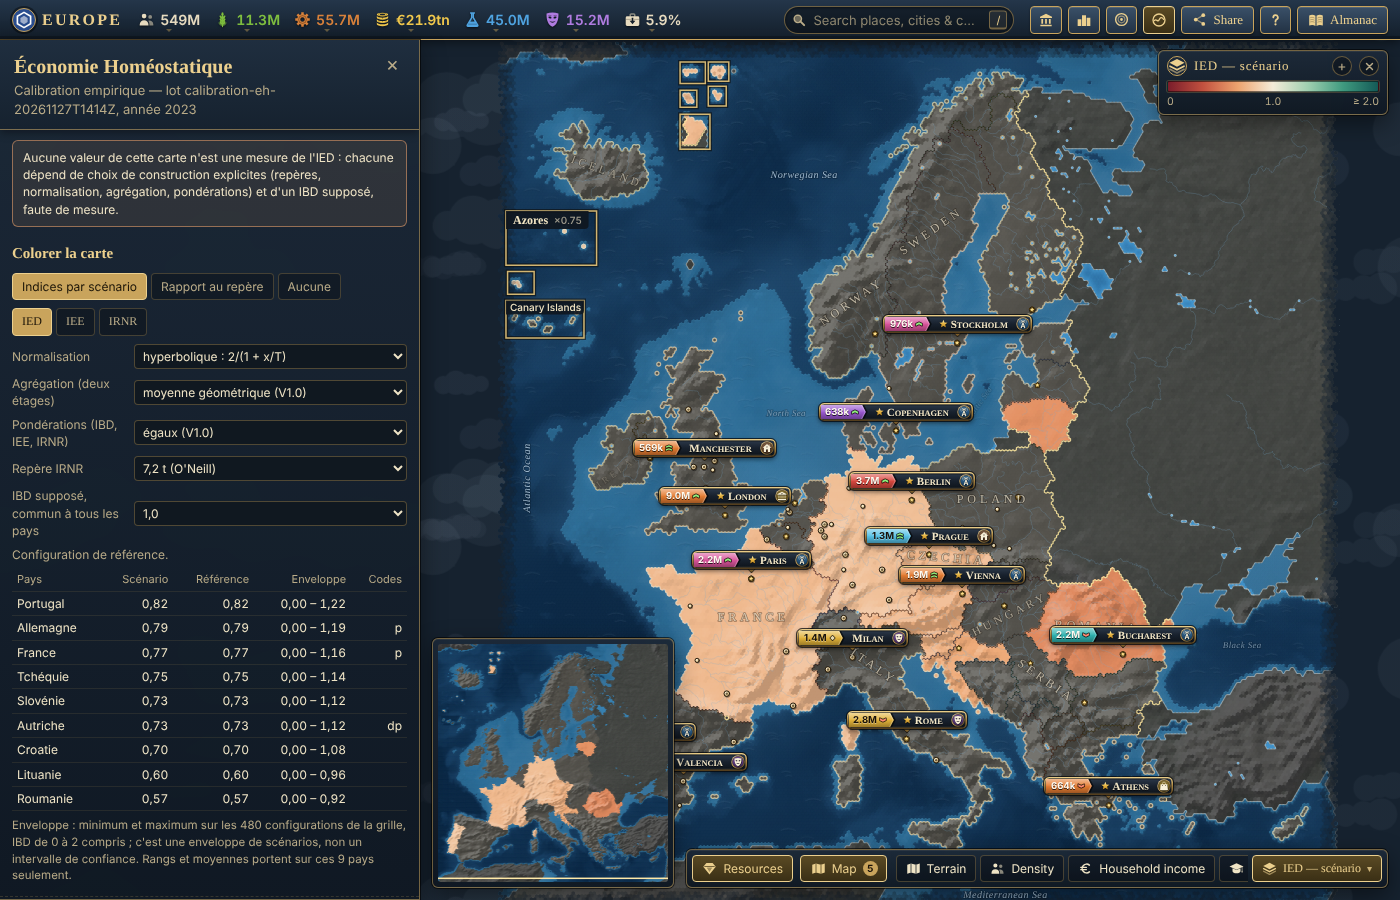 EUROPE
549M
11.3M
55.7M
€21.9tn
45.0M
15.2M
5.9%
Search places, cities & c...
/
Share
?
Almanac
Économie Homéostatique
Calibration empirique — lot calibration-eh-
20261127T1414Z, année 2023
Aucune valeur de cette carte n'est une mesure de l'IED : chacune
dépend de choix de construction explicites (repères,
normalisation, agrégation, pondérations) et d'un IBD supposé,
faute de mesure.
Colorer la carte
Indices par scénario
Rapport au repère
Aucune
IED
IEE
IRNR
Normalisation
hyperbolique : 2/(1 + x/T)
Agrégation (deux
étages)
moyenne géométrique (V1.0)
Pondérations (IBD,
IEE, IRNR)
égaux (V1.0)
Repère IRNR
7,2 t (O'Neill)
IBD supposé,
commun à tous les
pays
1,0
Configuration de référence.
Pays Scénario Référence Enveloppe Codes
Portugal 0,82 0,82 0,00 – 1,22
Allemagne 0,79 0,79 0,00 – 1,19 p
France 0,77 0,77 0,00 – 1,16 p
Tchéquie 0,75 0,75 0,00 – 1,14
Slovénie 0,73 0,73 0,00 – 1,12
Autriche 0,73 0,73 0,00 – 1,12 dp
Croatie 0,70 0,70 0,00 – 1,08
Lituanie 0,60 0,60 0,00 – 0,96
Roumanie 0,57 0,57 0,00 – 0,92
Enveloppe : minimum et maximum sur les 480 configurations de la grille,
IBD de 0 à 2 compris ; c'est une enveloppe de scénarios, non un
intervalle de confiance. Rangs et moyennes portent sur ces 9 pays
seulement.
IED — scénario
0 1.0 ≥ 2.0
ICELAND
Norwegian Sea
Azores ×0.75
Canary Islands
SWEDEN
NORWAY
976k STOCKHOLM
North Sea
638k COPENHAGEN
569k MANCHESTER
Atlantic Ocean
3.7M BERLIN
9.0M LONDON
POLAND
1.3M PRAGUE
CZECHIA
2.2M PARIS
1.9M VIENNA
FRANCE
HUNGARY
1.4M MILAN
2.2M BUCHAREST
Black Sea
ITALY
SERBIA
2.8M ROME
VALENCIA
664k ATHENS
Resources
Map 5
Terrain
Density
€ Household income
IED — scénario
Mediterranean Sea